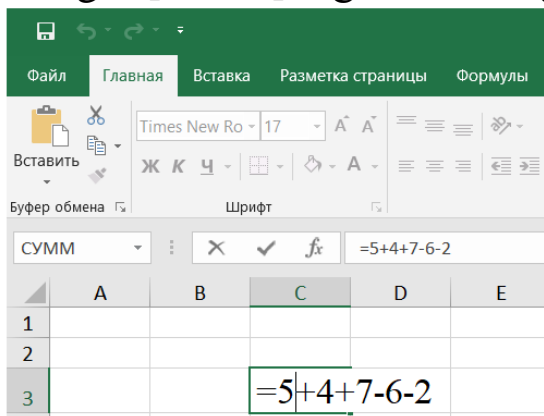 Файл Главная Вставка Разметка страницы Формулы
Вставить
Times New Ro 17 A A
Ж К Ч A
Буфер обмена Шрифт
СУММ fx =5+4+7-6-2
A B C D E
1
2
3 =5+4+7-6-2